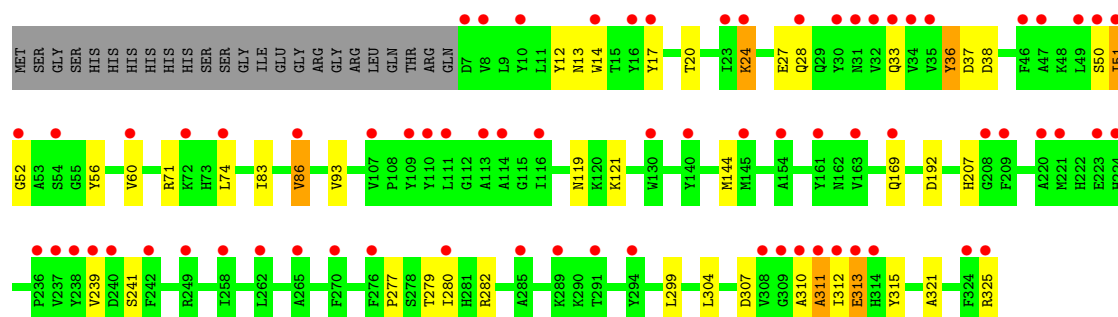 MET SER GLY SER HIS HIS HIS HIS HIS HIS SER SER GLY ILE GLU GLY ARG GLY ARG LEU GLN THR ARG GLN D7 V8 L9 Y10 L11 Y12 N13 W14 T15 Y16 Y17 T20 I23 K24 E27 Q28 Q29 Y30 N31 V32 Q33 V34 V35 Y36 D37 D38 F46 A47 K48 L49 S50 I51
G52 A53 S54 G55 Y56 V60 R71 K72 H73 L74 I83 V86 V93 V107 P108 Y109 Y110 L111 G112 A113 A114 G115 I116 N119 K120 K121 W130 Y140 M144 M145 A154 Y161 N162 V163 Q169 D192 H207 G208 F209 A220 M221 H222 E223 H224
P236 V237 Y238 V239 D240 S241 F242 R249 I258 L262 A265 F270 F276 P277 S278 T279 I280 H281 R282 A285 K289 K290 T291 Y294 L299 L304 D307 V308 G309 A310 A311 I312 E313 H314 Y315 A321 F324 R325